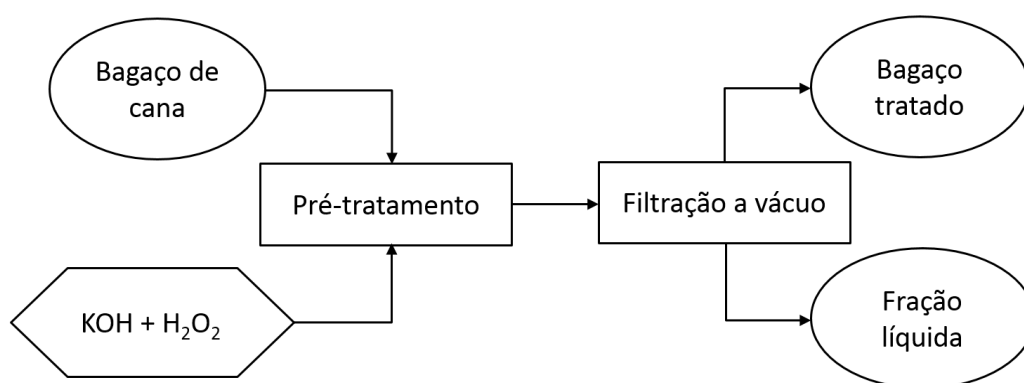 Bagaço de
cana
Bagaço
tratado
Pré-tratamento
Filtração a vácuo
KOH + H₂O₂
Fração
líquida